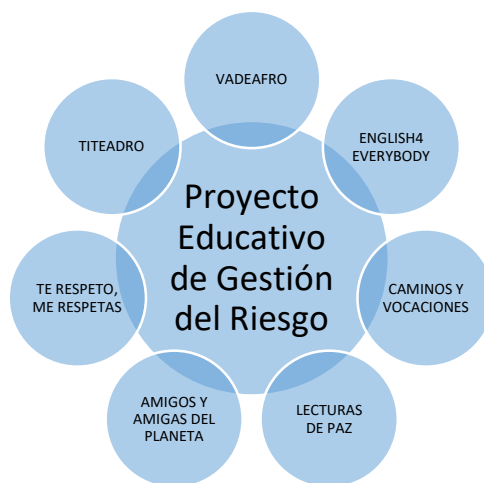 VADEAFRO
ENGLISH4
EVERYBODY
CAMINOS Y
VOCACIONES
LECTURAS
DE PAZ
AMIGOS Y
AMIGAS DEL
PLANETA
TE RESPETO,
ME RESPETAS
TITEADRO
Proyecto
Educativo
de Gestión
del Riesgo